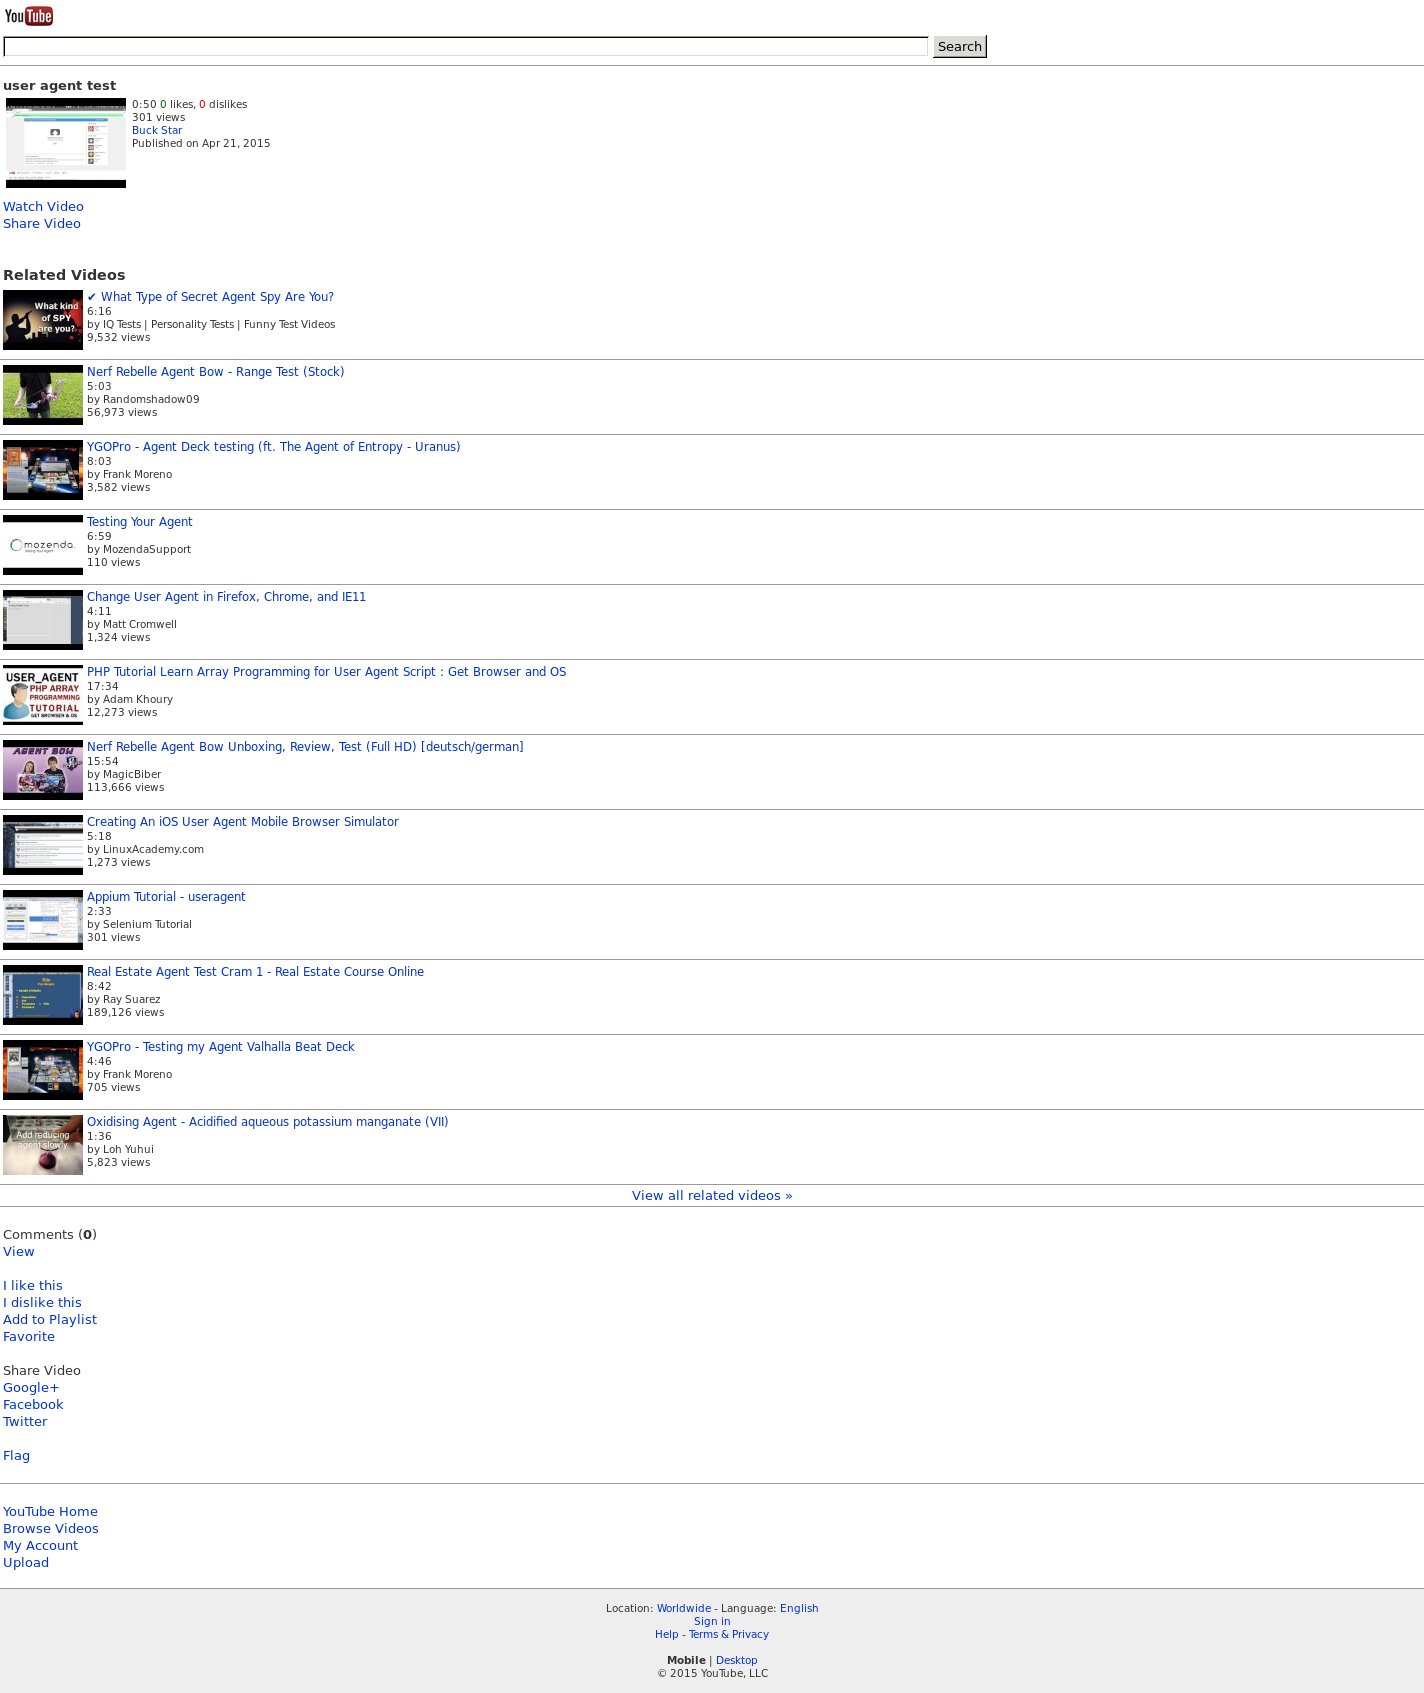 YouTube
Search
user agent test
0:50 0 likes, 0 dislikes
301 views
Buck Star
Published on Apr 21, 2015
Watch Video
Share Video
Related Videos
What kind
of SPY
are you?
✔ What Type of Secret Agent Spy Are You?
6:16
by IQ Tests | Personality Tests | Funny Test Videos
9,532 views
Nerf Rebelle Agent Bow - Range Test (Stock)
5:03
by Randomshadow09
56,973 views
YGOPro - Agent Deck testing (ft. The Agent of Entropy - Uranus)
8:03
by Frank Moreno
3,582 views
mozenda.
Testing Your Agent
6:59
by MozendaSupport
110 views
Change User Agent in Firefox, Chrome, and IE11
4:11
by Matt Cromwell
1,324 views
USER_AGENT
PHP ARRAY
PROGRAMMING
TUTORIAL
GET BROWSER & OS
PHP Tutorial Learn Array Programming for User Agent Script : Get Browser and OS
17:34
by Adam Khoury
12,273 views
AGENT BOW
Nerf Rebelle Agent Bow Unboxing, Review, Test (Full HD) [deutsch/german]
15:54
by MagicBiber
113,666 views
Creating An iOS User Agent Mobile Browser Simulator
5:18
by LinuxAcademy.com
1,273 views
Appium Tutorial - useragent
2:33
by Selenium Tutorial
301 views
Real Estate Agent Test Cram 1 - Real Estate Course Online
8:42
by Ray Suarez
189,126 views
YGOPro - Testing my Agent Valhalla Beat Deck
4:46
by Frank Moreno
705 views
Add reducing
agent slowly
Oxidising Agent - Acidified aqueous potassium manganate (VII)
1:36
by Loh Yuhui
5,823 views
View all related videos »
Comments (0)
View
I like this
I dislike this
Add to Playlist
Favorite
Share Video
Google+
Facebook
Twitter
Flag
YouTube Home
Browse Videos
My Account
Upload
Location: Worldwide - Language: English
Sign in
Help - Terms & Privacy
Mobile | Desktop
© 2015 YouTube, LLC